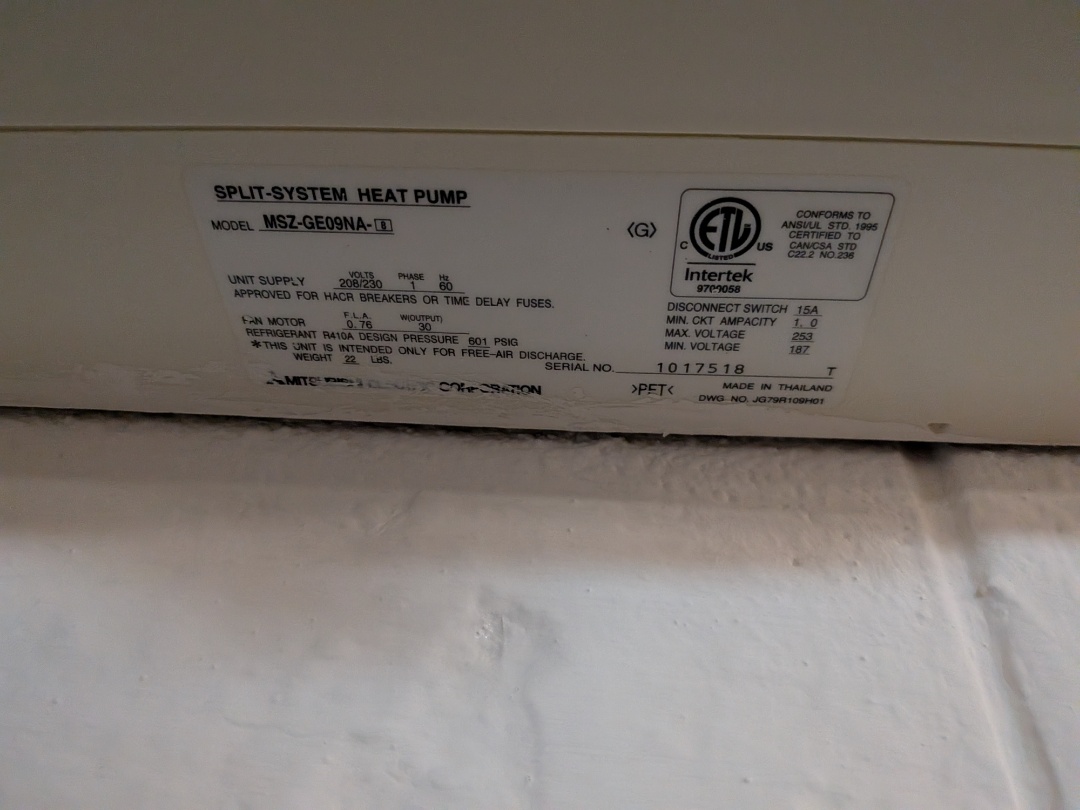 SPLIT-SYSTEM HEAT PUMP
MODEL MSZ-GE09NA-8
<G>
UNIT SUPPLY VOLTS 208/230 PHASE 1 Hz 60
APPROVED FOR HACR BREAKERS OR TIME DELAY FUSES.
FAN MOTOR F.L.A. 0.76 W(OUTPUT) 30
REFRIGERANT R410A DESIGN PRESSURE 601 PSIG
*THIS UNIT IS INTENDED ONLY FOR FREE-AIR DISCHARGE.
WEIGHT 22 LBS.
SERIAL NO. 1017518 T
CORPORATION
>PET<
C ETL LISTED US
Intertek
CONFORMS TO
ANSI/UL STD. 1995
CERTIFIED TO
CAN/CSA STD
C22.2 NO.236
DISCONNECT SWITCH 15A
MIN. CKT AMPACITY 1.0
MAX. VOLTAGE 253
MIN. VOLTAGE 187
MADE IN THAILAND
DWG NO. JG79R109H01